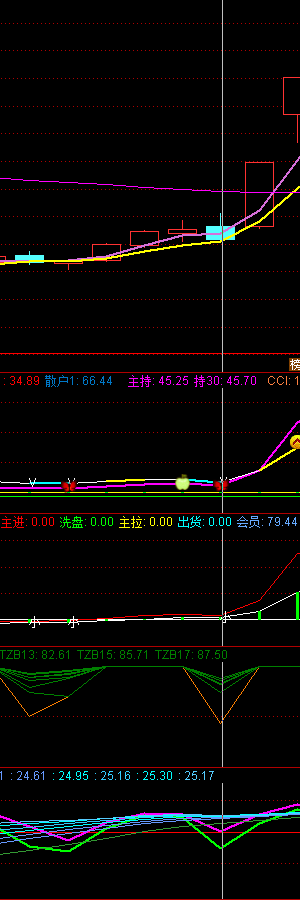 榜
: 34.89 散户1: 66.44 主持: 45.25 持30: 45.70 CCI: 1
主进: 0.00 洗盘: 0.00 主拉: 0.00 出货: 0.00 会员: 79.44
小 小 小
TZB13: 82.61 TZB15: 85.71 TZB17: 87.50
1 : 24.61 : 24.95 : 25.16 : 25.30 : 25.17